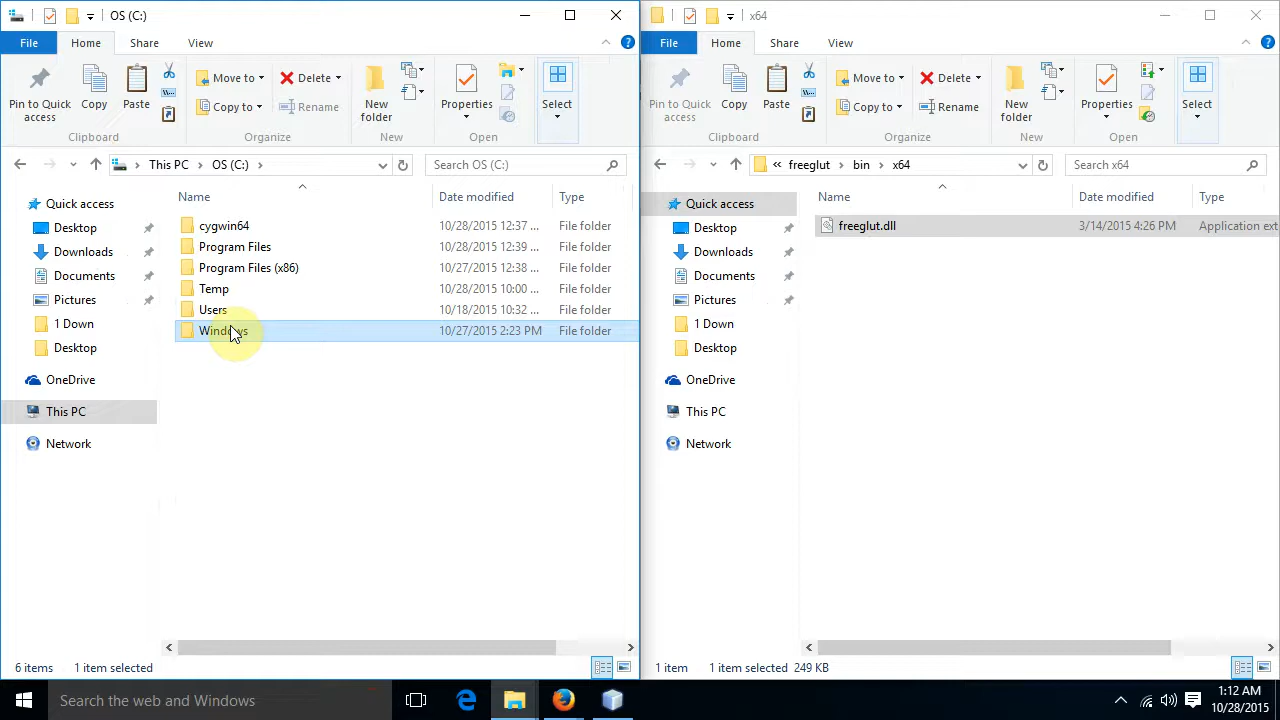 OS (C:)
File Home Share View
Pin to Quick access
Copy
Paste
Clipboard
Move to
Copy to
Delete
Rename
Organize
New folder
New
Properties
Open
Select
This PC OS (C:)
Search OS (C:)
Name Date modified Type
Quick access
Desktop
Downloads
Documents
Pictures
1 Down
Desktop
OneDrive
This PC
Network
cygwin64 10/28/2015 12:37 ... File folder
Program Files 10/28/2015 12:39 ... File folder
Program Files (x86) 10/27/2015 12:38 ... File folder
Temp 10/28/2015 10:00 ... File folder
Users 10/18/2015 10:32 ... File folder
Windows 10/27/2015 2:23 PM File folder
6 items 1 item selected
x64
File Home Share View
Pin to Quick access
Copy
Paste
Clipboard
Move to
Copy to
Delete
Rename
Organize
New folder
New
Properties
Open
Select
« freeglut bin x64
Search x64
Name Date modified Type
Quick access
Desktop
Downloads
Documents
Pictures
1 Down
Desktop
OneDrive
This PC
Network
freeglut.dll 3/14/2015 4:26 PM Application ext
1 item 1 item selected 249 KB
Search the web and Windows
1:12 AM
10/28/2015